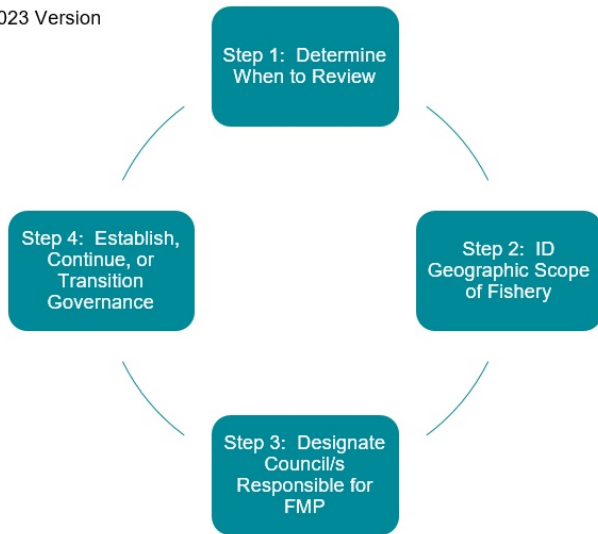 023 Version
Step 1: Determine
When to Review
Step 2: ID
Geographic Scope
of Fishery
Step 3: Designate
Council/s
Responsible for
FMP
Step 4: Establish,
Continue, or
Transition
Governance